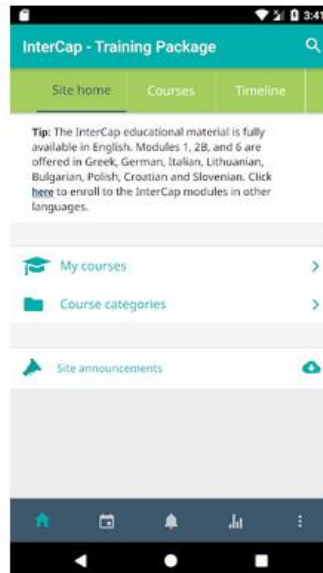 3:41
InterCap - Training Package
Site home Courses Timeline
Tip: The InterCap educational material is fully
available in English. Modules 1, 2B, and 6 are
offered in Greek, German, Italian, Lithuanian,
Bulgarian, Polish, Croatian and Slovenian. Click
here to enroll to the InterCap modules in other
languages.
My courses
Course categories
Site announcements